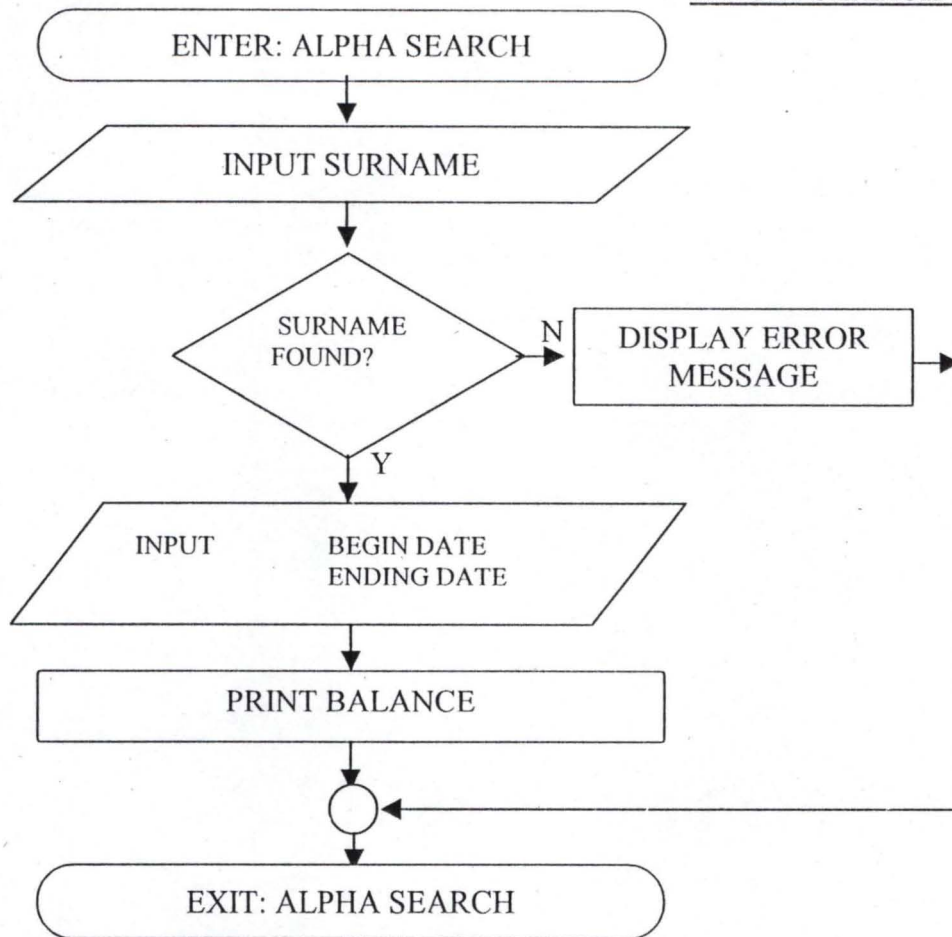 ENTER: ALPHA SEARCH
INPUT SURNAME
SURNAME
FOUND?
N
DISPLAY ERROR
MESSAGE
Y
INPUT BEGIN DATE
ENDING DATE
PRINT BALANCE
EXIT: ALPHA SEARCH